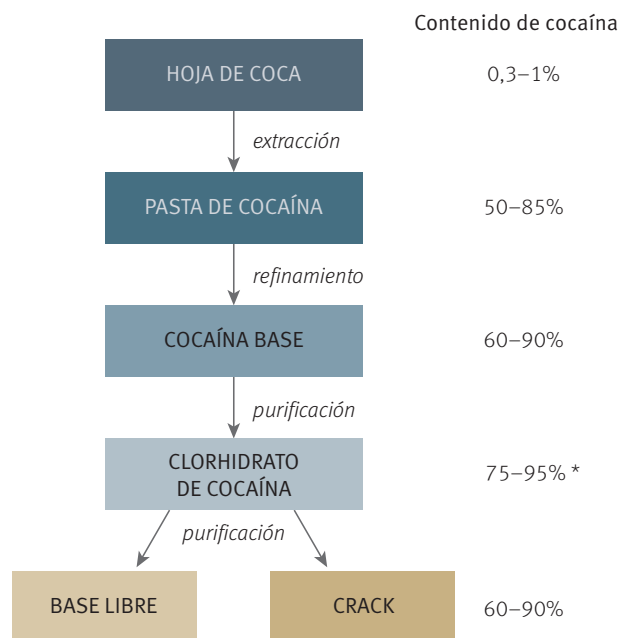 Contenido de cocaína
HOJA DE COCA
0,3–1%
extracción
PASTA DE COCAÍNA
50–85%
refinamiento
COCAÍNA BASE
60–90%
purificación
CLORHIDRATO
DE COCAÍNA
75–95% *
purificación
BASE LIBRE
CRACK
60–90%